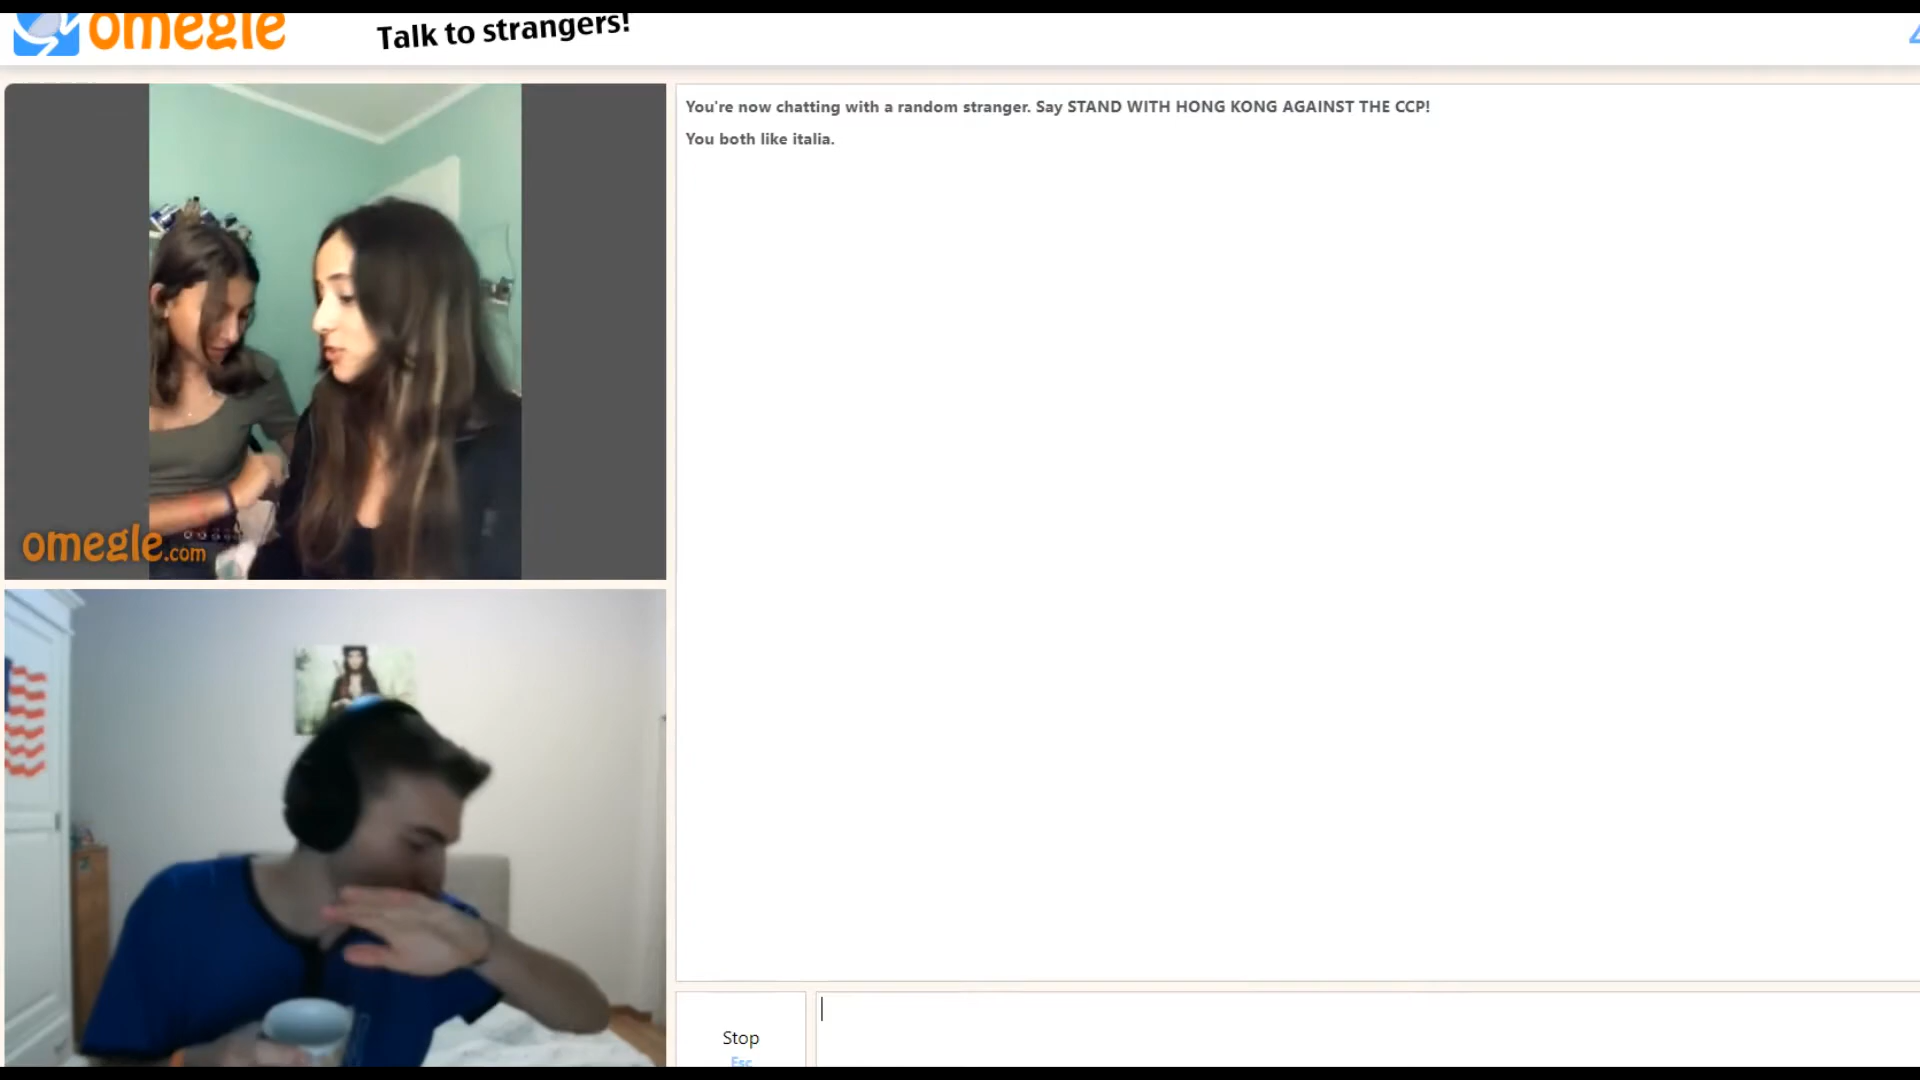 omegle
Talk to strangers!
You're now chatting with a random stranger. Say STAND WITH HONG KONG AGAINST THE CCP!
You both like italia.
omegle.com
Stop
Esc